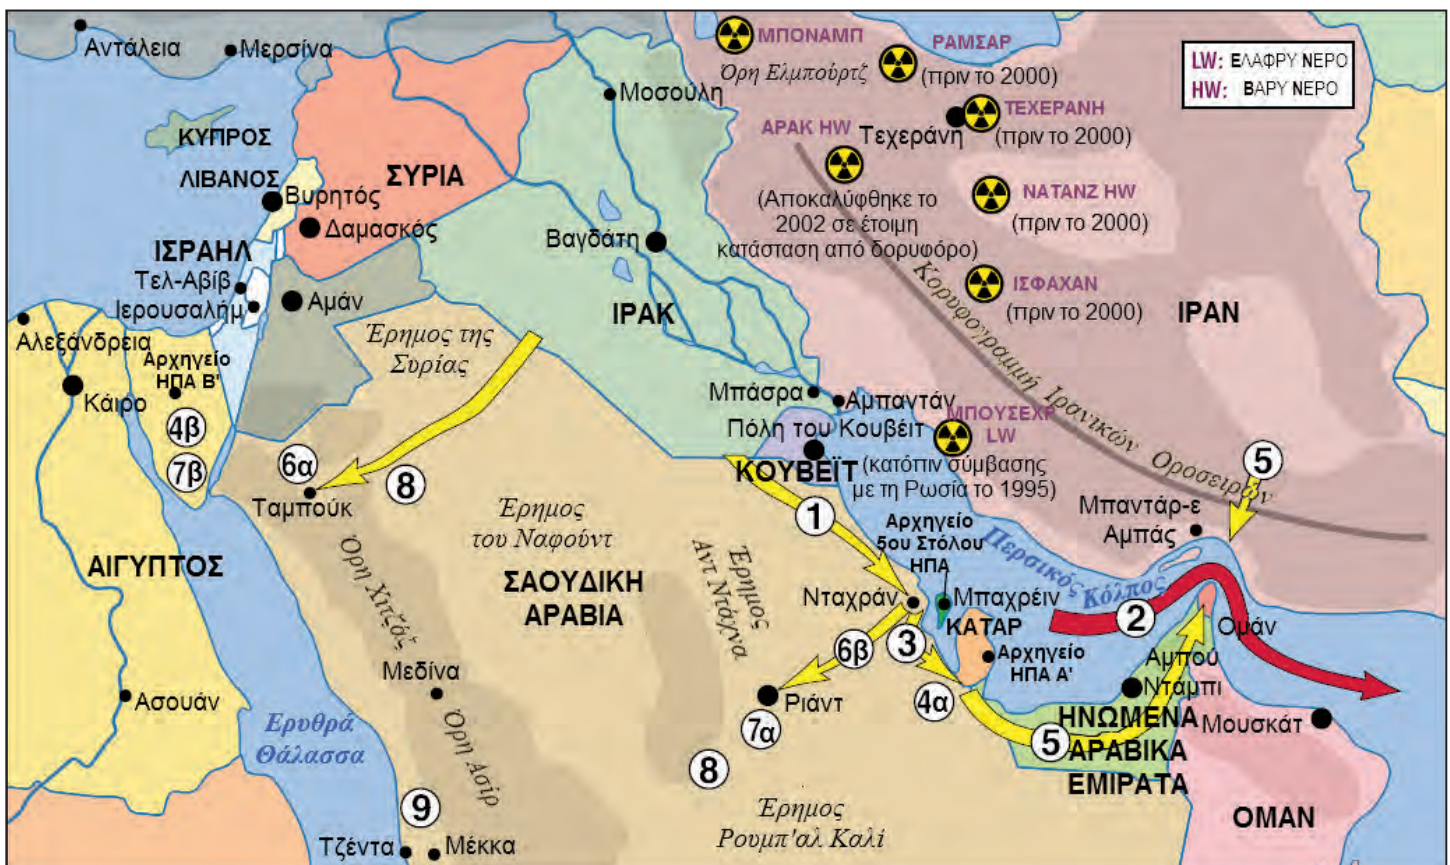 Αντάλεια
Μερσίνα
ΚΥΠΡΟΣ
ΛΙΒΑΝΟΣ
Βυρητός
ΣΥΡΙΑ
Δαμασκός
ΙΣΡΑΗΛ
Τελ-Αβίβ
Ιερουσαλήμ
Αμάν
Αλεξάνδρεια
Κάιρο
Αρχηγείο
ΗΠΑ Β'
4β
7β
Έρημος της
Συρίας
Μοσούλη
Βαγδάτη
ΙΡΑΚ
Μπάσρα
Αμπαντάν
Πόλη του Κουβέιτ
ΚΟΥΒΕΪΤ
ΜΠΟΝΑΜΠ
Όρη Ελμπούρτζ
ΡΑΜΣΑΡ
(πριν το 2000)
LW: ΕΛΑΦΡΥ ΝΕΡΟ
HW: ΒΑΡΥ ΝΕΡΟ
ΤΕΧΕΡΑΝΗ
(πριν το 2000)
Τεχεράνη
ΑΡΑΚ HW
(Αποκαλύφθηκε το
2002 σε έτοιμη
κατάσταση από δορυφόρο)
ΝΑΤΑΝΖ HW
(πριν το 2000)
ΙΣΦΑΧΑΝ
(πριν το 2000)
ΙΡΑΝ
Κορυφογραμμή Ιρανικών Οροσειρών
ΜΠΟΥΣΕΧΡ
LW
(κατόπιν σύμβασης
με τη Ρωσία το 1995)
5
Μπαντάρ-ε
Αμπάς
6α
8
Ταμπούκ
Έρημος
του Ναφούντ
1
Αρχηγείο
5ου Στόλου
ΗΠΑ
Περσικός
Κόλπος
ΑΙΓΥΠΤΟΣ
Όρη Χιτζάζ
ΣΑΟΥΔΙΚΗ
ΑΡΑΒΙΑ
Έρημος
Αντ Ντάχνα
Νταχράν
Μπαχρέιν
ΚΑΤΑΡ
2
Ομάν
6β
3
Αρχηγείο
ΗΠΑ Α'
Αμπού
Ντάμπι
Μεδίνα
Ασουάν
Ριάντ
4α
7α
8
5
ΗΝΩΜΕΝΑ
ΑΡΑΒΙΚΑ
ΕΜΙΡΑΤΑ
Μουσκάτ
Ερυθρά
Θάλασσα
Όρη Ασίρ
9
Τζέντα
Μέκκα
Έρημος
Ρουμπ'αλ Καλί
ΟΜΑΝ